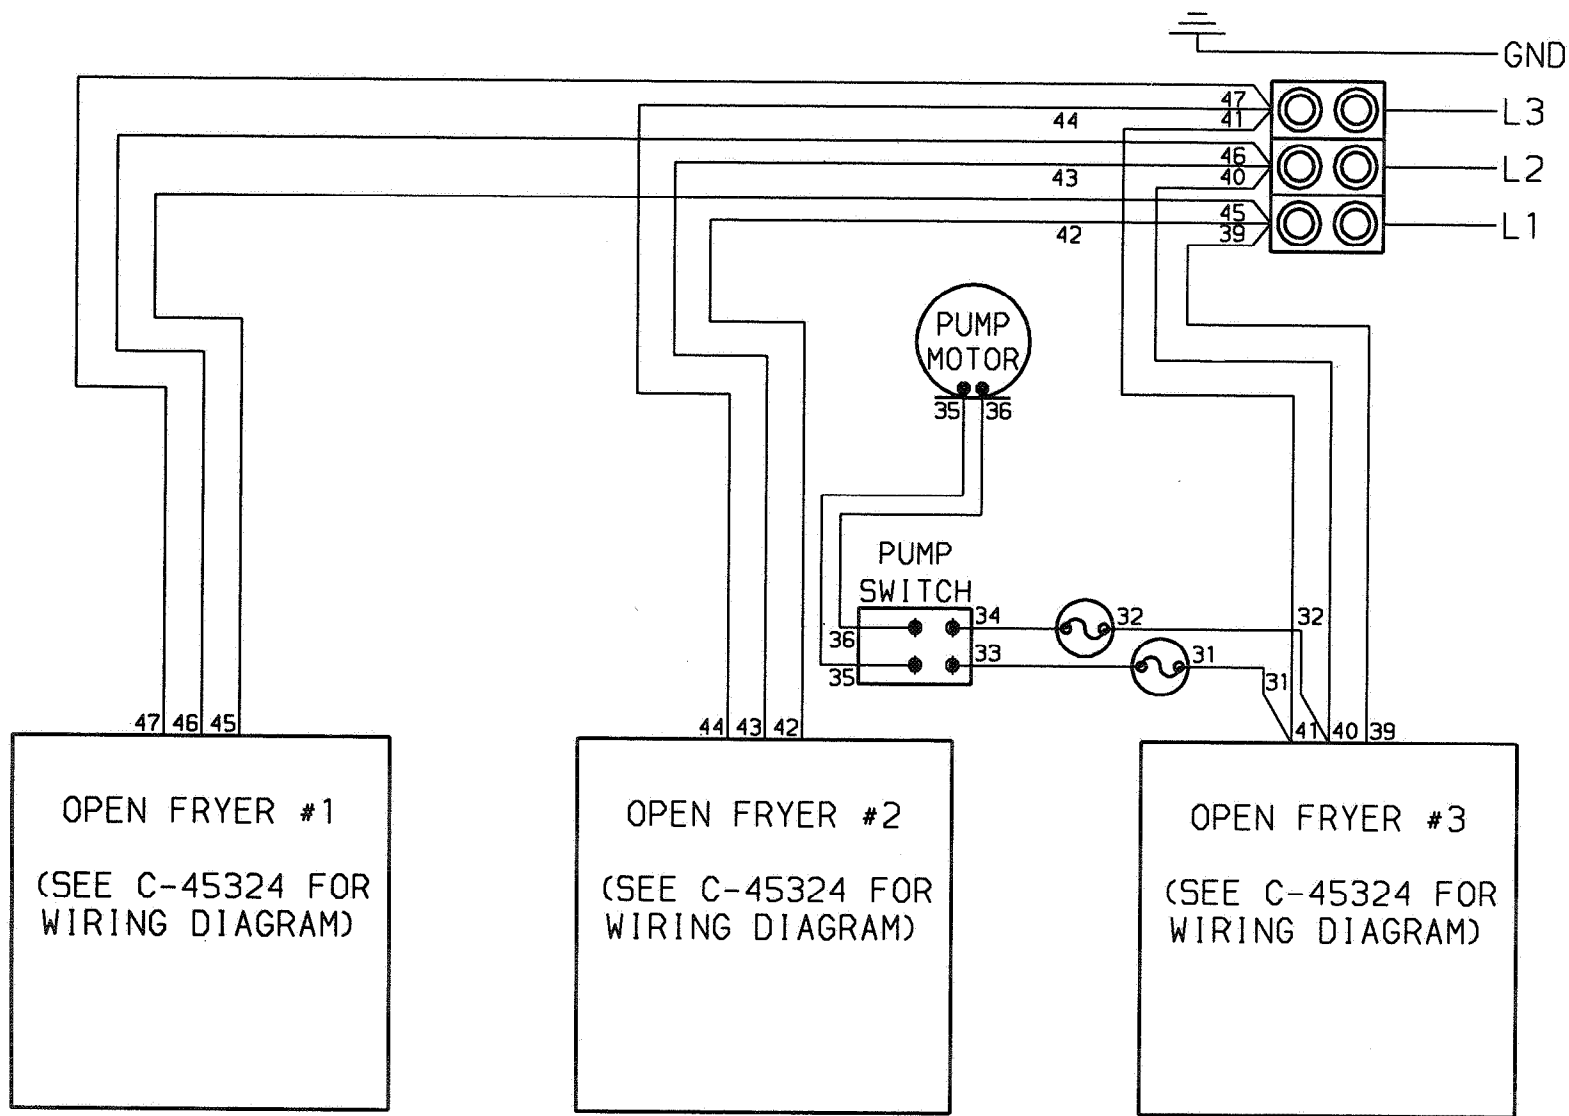 GND
47
44
41
L3
46
43
40
L2
45
42
39
L1
PUMP
MOTOR
35 36
PUMP
SWITCH
34 32 32
36
33 31
35 31
47 46 45
44 43 42
41 40 39
OPEN FRYER #1
(SEE C-45324 FOR
WIRING DIAGRAM)
OPEN FRYER #2
(SEE C-45324 FOR
WIRING DIAGRAM)
OPEN FRYER #3
(SEE C-45324 FOR
WIRING DIAGRAM)